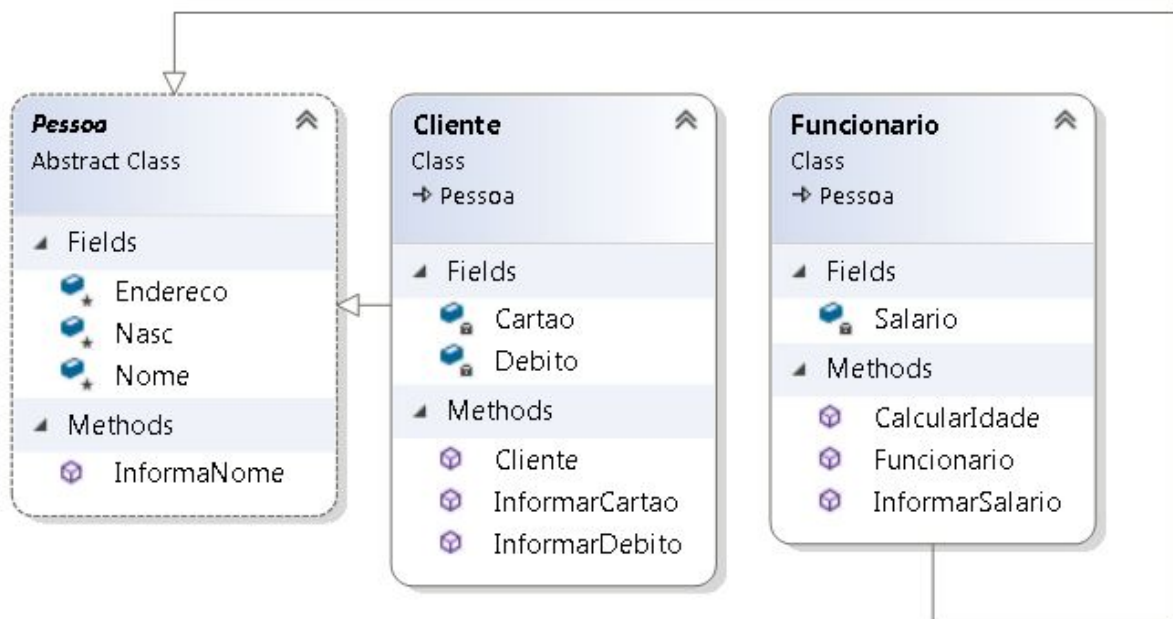 Pessoa
Abstract Class
Fields
Endereco
Nasc
Nome
Methods
InformaNome
Cliente
Class
Pessoa
Fields
Cartao
Debito
Methods
Cliente
InformarCartao
InformarDebito
Funcionario
Class
Pessoa
Fields
Salario
Methods
CalcularIdade
Funcionario
InformarSalario